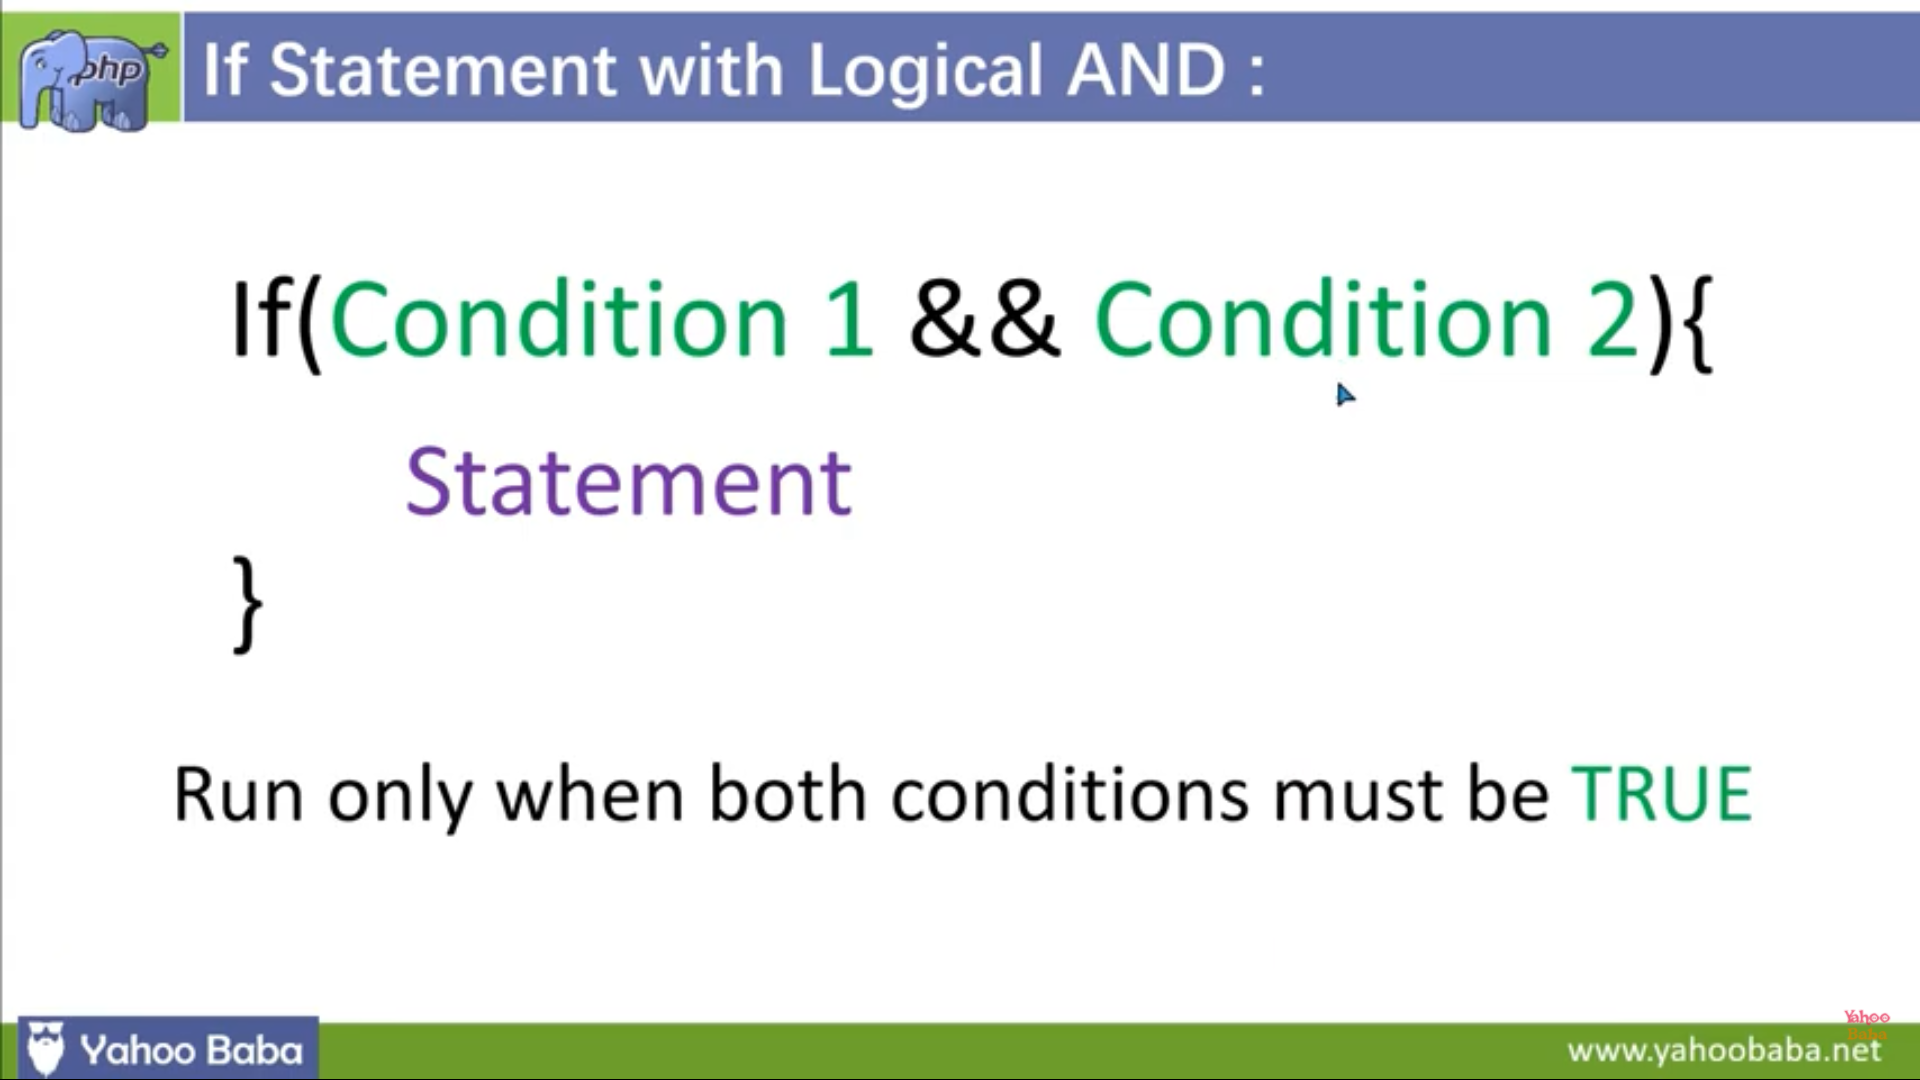 php
If Statement with Logical AND :
If(Condition 1 && Condition 2){
Statement
}
Run only when both conditions must be TRUE
Yahoo Baba
Yahoo
Baba
www.yahoobaba.net